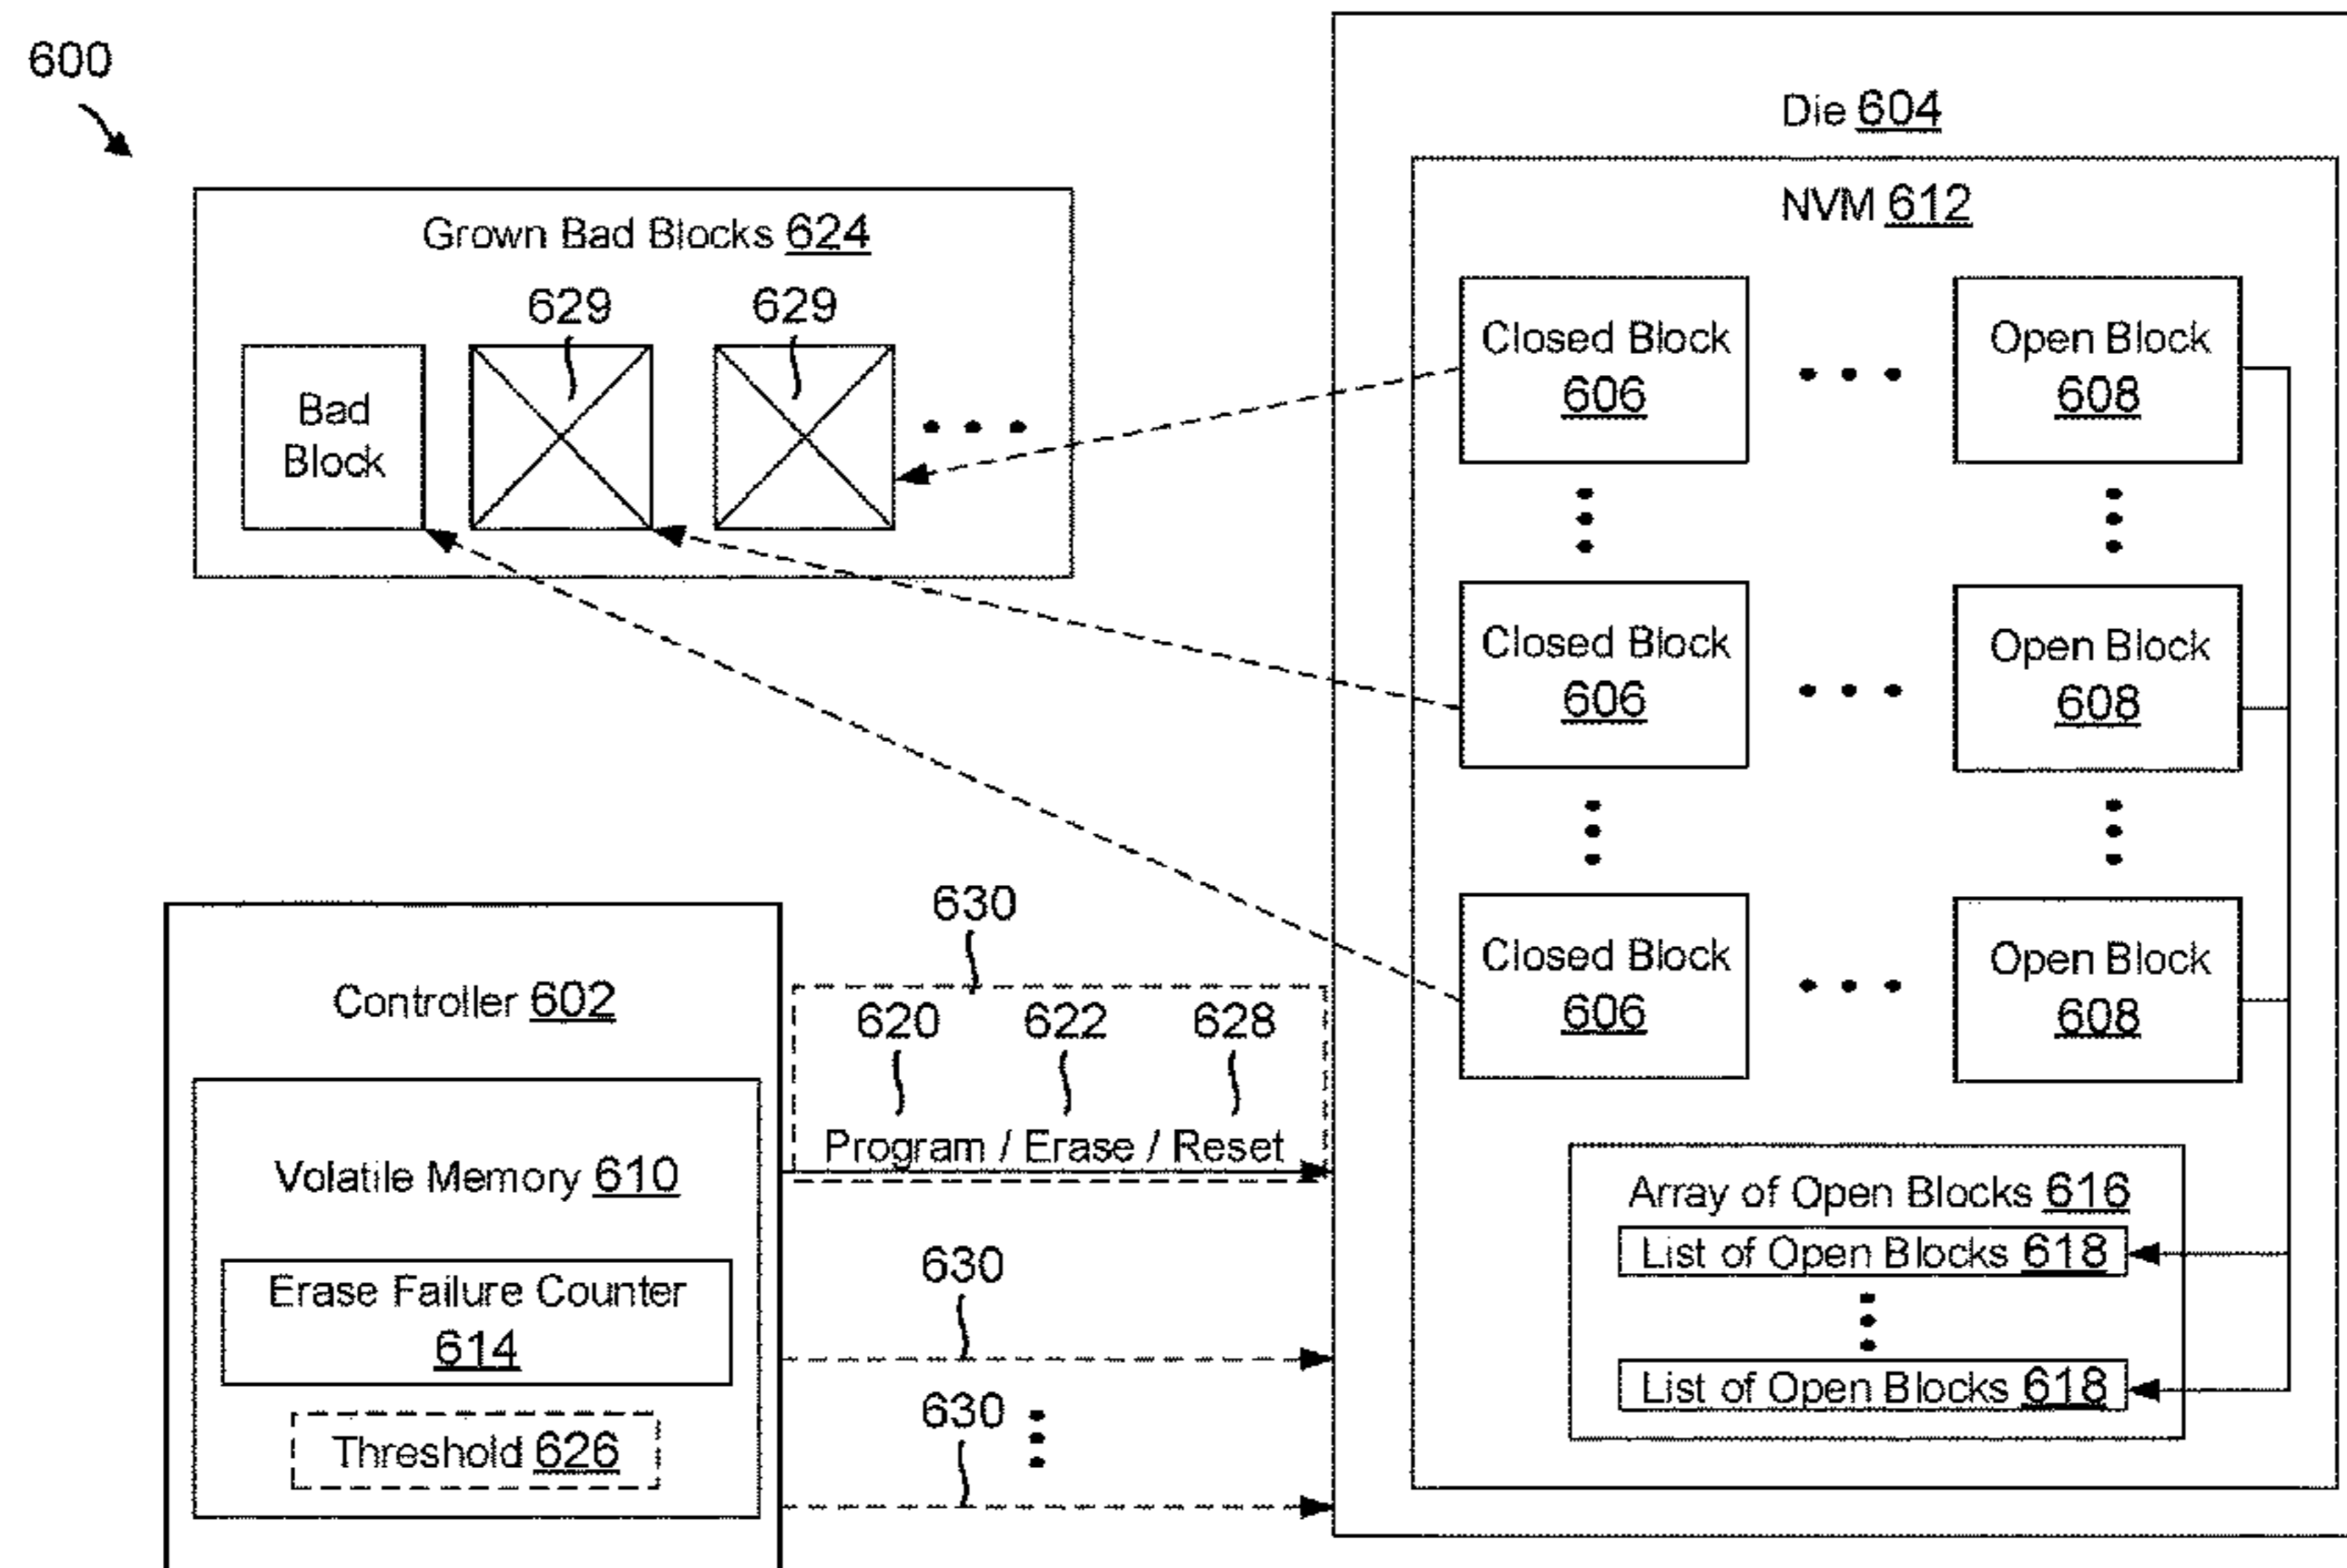 600
Grown Bad Blocks 624
629
629
Bad
Block
Die 604
NVM 612
Closed Block
606
Open Block
608
Closed Block
606
Open Block
608
Closed Block
606
Open Block
608
Array of Open Blocks 616
List of Open Blocks 618
List of Open Blocks 618
Controller 602
Volatile Memory 610
Erase Failure Counter
614
Threshold 626
630
620 622 628
Program / Erase / Reset
630
630